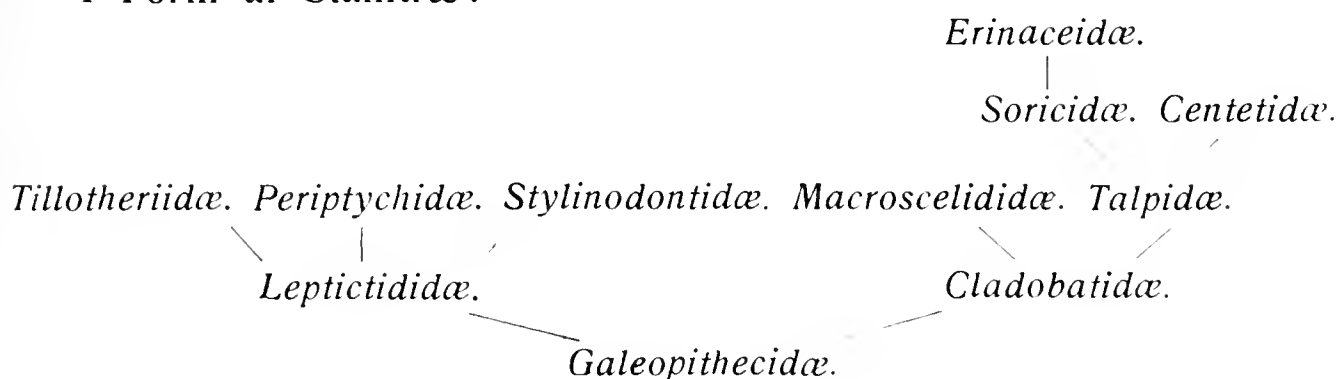 Erinaceidæ.
Soricidæ. Centetidæ.
Tillotheriidæ. Periptychidæ. Stylinodontidæ. Macroscelididæ. Talpidæ.
Leptictididæ. Cladobatidæ.
Galeopithecidæ.